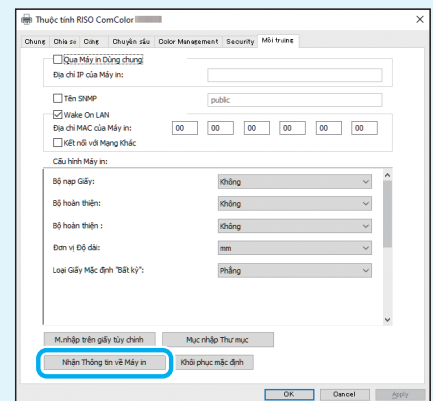 Thuộc tính RISO ComColor
Chung Chia sẻ Cổng Chuyên sâu Color Management Security Môi trường
Qua Máy in Dùng chung
Địa chỉ IP của Máy in:
Tên SNMP public
Wake On LAN
Địa chỉ MAC của Máy in: 00 00 00 00 00 00
Kết nối với Mạng Khác
Cấu hình Máy in:
Bộ nạp Giấy: Không
Bộ hoàn thiện: Không
Bộ hoàn thiện : Không
Đơn vị Độ dài: mm
Loại Giấy Mặc định "Bất kỳ": Phẳng
M.nhập trên giấy tùy chỉnh Mục nhập Thư mục
Nhận Thông tin về Máy in Khôi phục mặc định
OK Cancel Apply